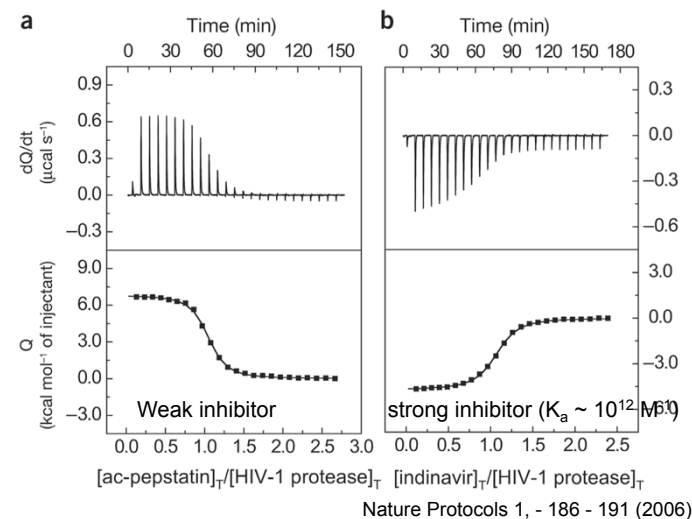 a
Time (min)
0 30 60 90 120 150
0.9
0.6
0.3
0.0
–0.3
dQ/dt
(µcal s⁻¹)
9.0
6.0
3.0
0.0
–3.0
Q
(kcal mol⁻¹ of injectant)
Weak inhibitor
0.0 0.5 1.0 1.5 2.0 2.5 3.0
[ac-pepstatin]T/[HIV-1 protease]T
b
Time (min)
0 30 60 90 120 150 180
0.3
0.0
–0.3
–0.6
3.0
0.0
–3.0
strong inhibitor (Ka ~ 10¹² M⁻¹)
0.0 0.5 1.0 1.5 2.0 2.5
[indinavir]T/[HIV-1 protease]T
Nature Protocols 1, - 186 - 191 (2006)